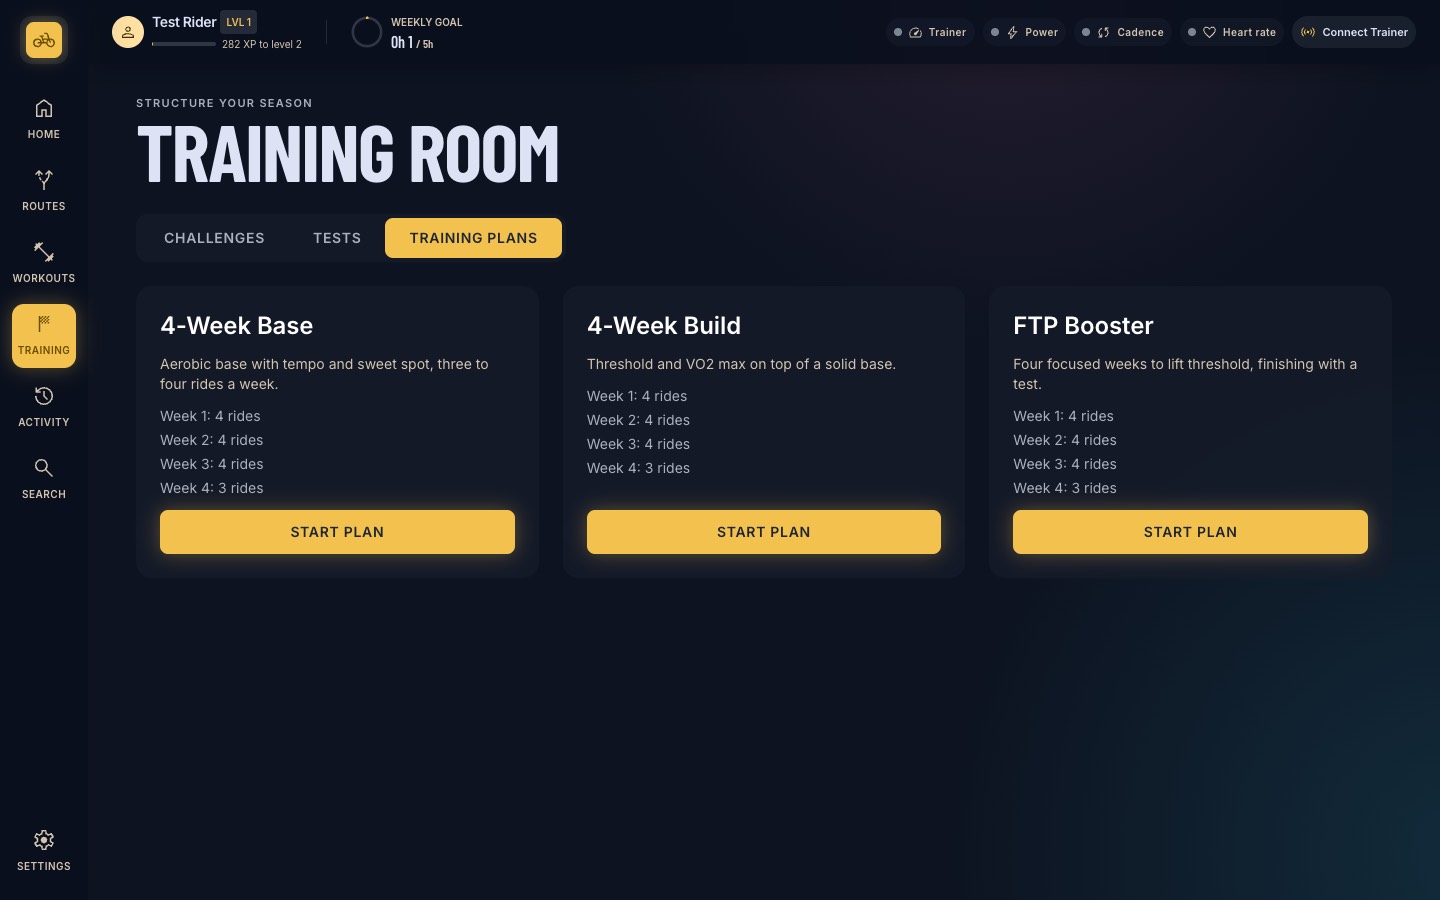 Test Rider LVL 1
282 XP to level 2
WEEKLY GOAL
0h 1 / 5h
Trainer
Power
Cadence
Heart rate
Connect Trainer
HOME
ROUTES
WORKOUTS
TRAINING
ACTIVITY
SEARCH
SETTINGS
STRUCTURE YOUR SEASON
TRAINING ROOM
CHALLENGES
TESTS
TRAINING PLANS
4-Week Base
Aerobic base with tempo and sweet spot, three to
four rides a week.
Week 1: 4 rides
Week 2: 4 rides
Week 3: 4 rides
Week 4: 3 rides
START PLAN
4-Week Build
Threshold and VO2 max on top of a solid base.
Week 1: 4 rides
Week 2: 4 rides
Week 3: 4 rides
Week 4: 3 rides
START PLAN
FTP Booster
Four focused weeks to lift threshold, finishing with a
test.
Week 1: 4 rides
Week 2: 4 rides
Week 3: 4 rides
Week 4: 3 rides
START PLAN